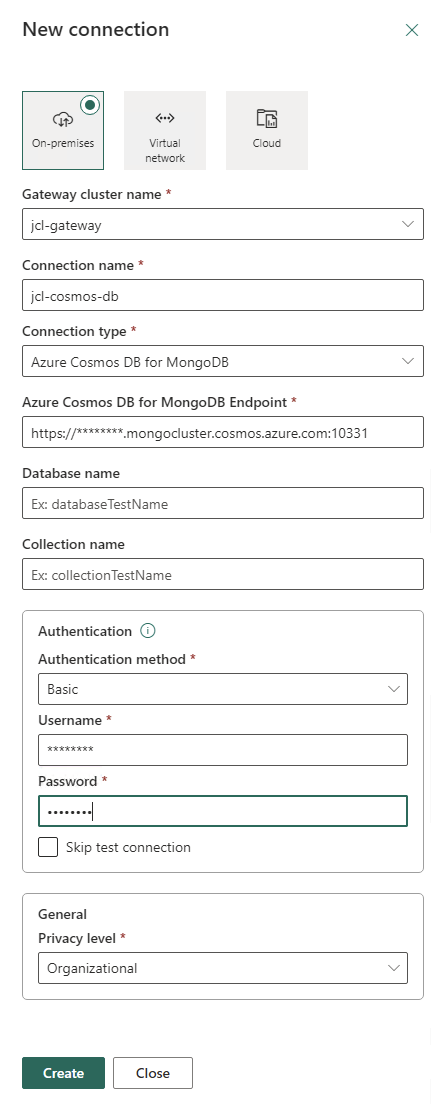 New connection
On-premises
Virtual
network
Cloud
Gateway cluster name *
jcl-gateway
Connection name *
jcl-cosmos-db
Connection type *
Azure Cosmos DB for MongoDB
Azure Cosmos DB for MongoDB Endpoint *
https://********.mongocluster.cosmos.azure.com:10331
Database name
Ex: databaseTestName
Collection name
Ex: collectionTestName
Authentication
Authentication method *
Basic
Username *
********
Password *
••••••••
Skip test connection
General
Privacy level *
Organizational
Create
Close